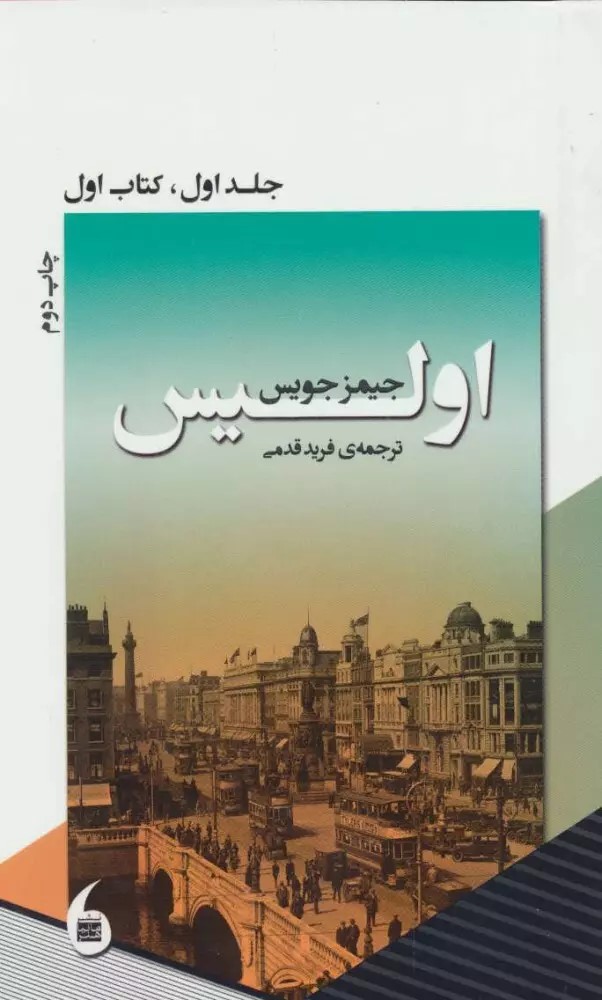 جلد اول، کتاب اول
چاپ دوم
اولیس
جیمز جویس
ترجمه‌ی فرید قدمی